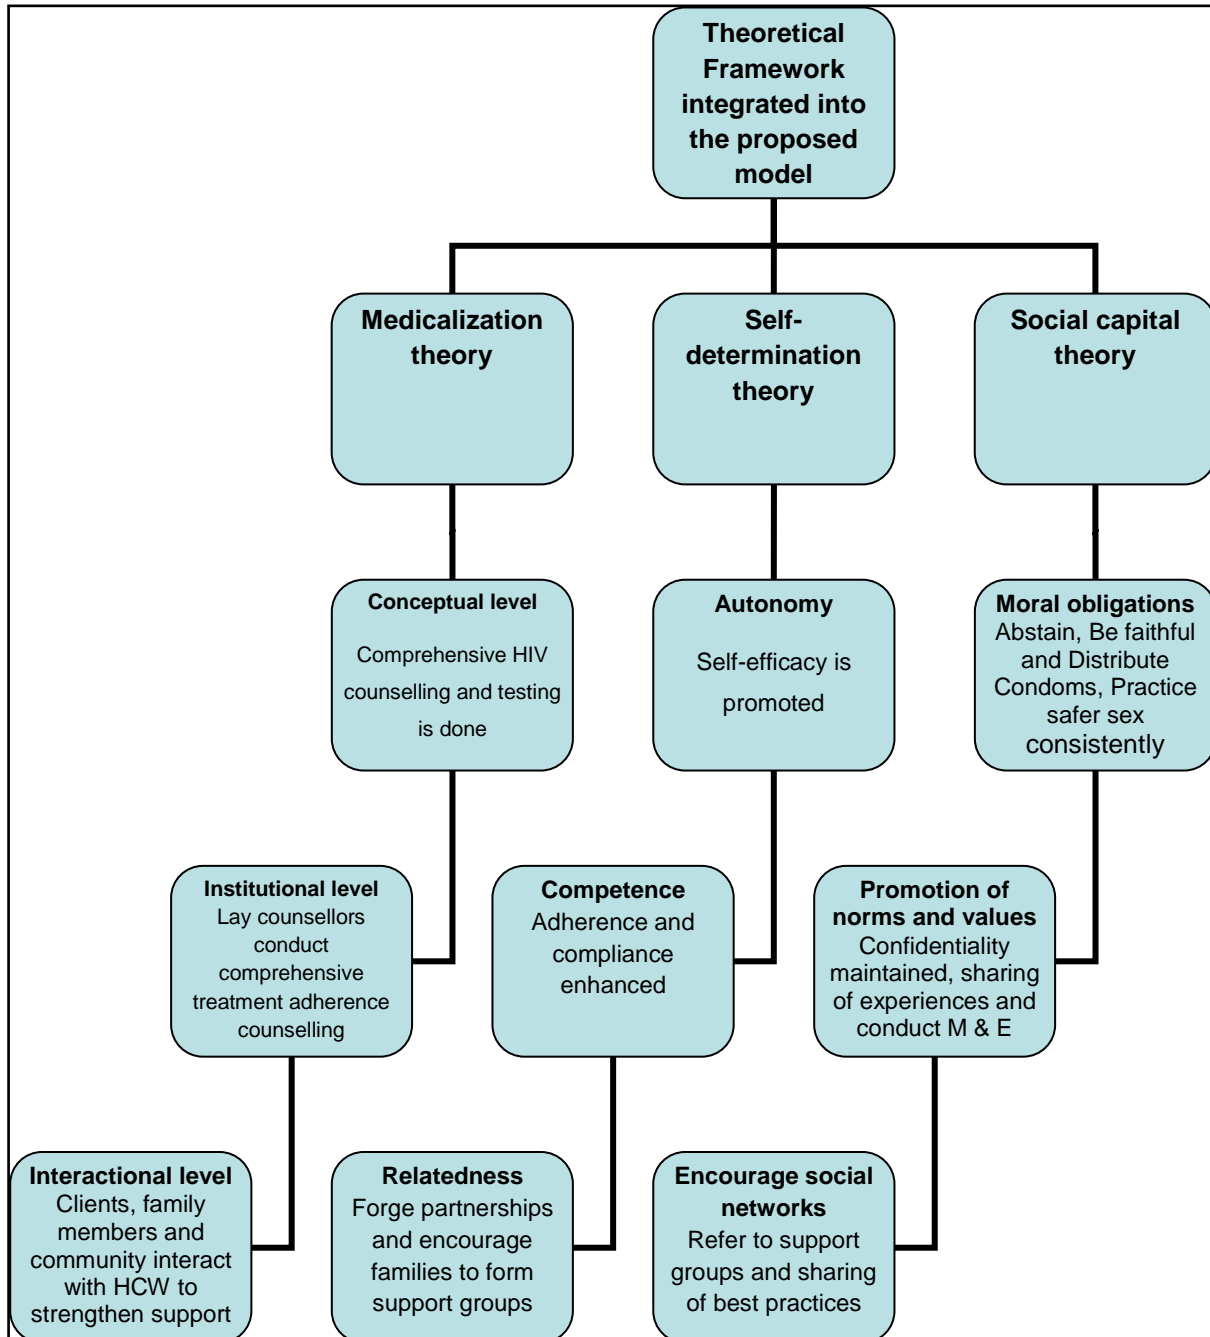 Theoretical
Framework
integrated into
the proposed
model
Medicalization
theory
Self-
determination
theory
Social capital
theory
Conceptual level
Comprehensive HIV
counselling and testing
is done
Autonomy
Self-efficacy is
promoted
Moral obligations
Abstain, Be faithful
and Distribute
Condoms, Practice
safer sex
consistently
Institutional level
Lay counsellors
conduct
comprehensive
treatment adherence
counselling
Competence
Adherence and
compliance
enhanced
Promotion of
norms and values
Confidentiality
maintained, sharing
of experiences and
conduct M & E
Interactional level
Clients, family
members and
community interact
with HCW to
strengthen support
Relatedness
Forge partnerships
and encourage
families to form
support groups
Encourage social
networks
Refer to support
groups and sharing
of best practices